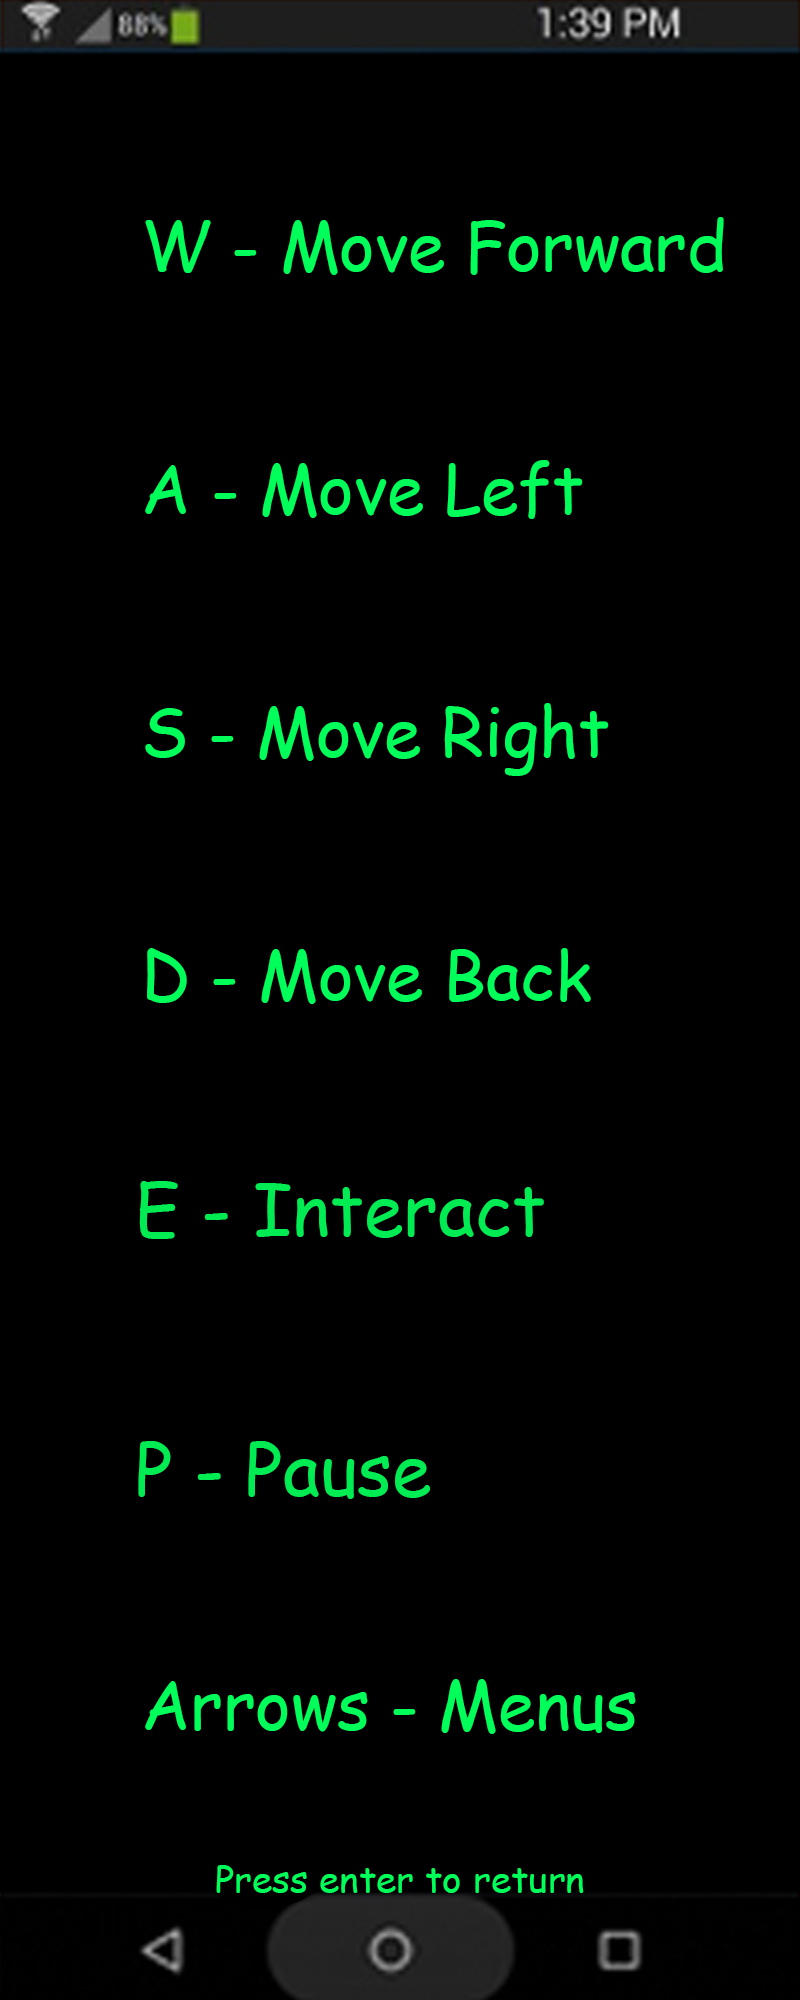 88% 1:39 PM
W - Move Forward
A - Move Left
S - Move Right
D - Move Back
E - Interact
P - Pause
Arrows - Menus
Press enter to return